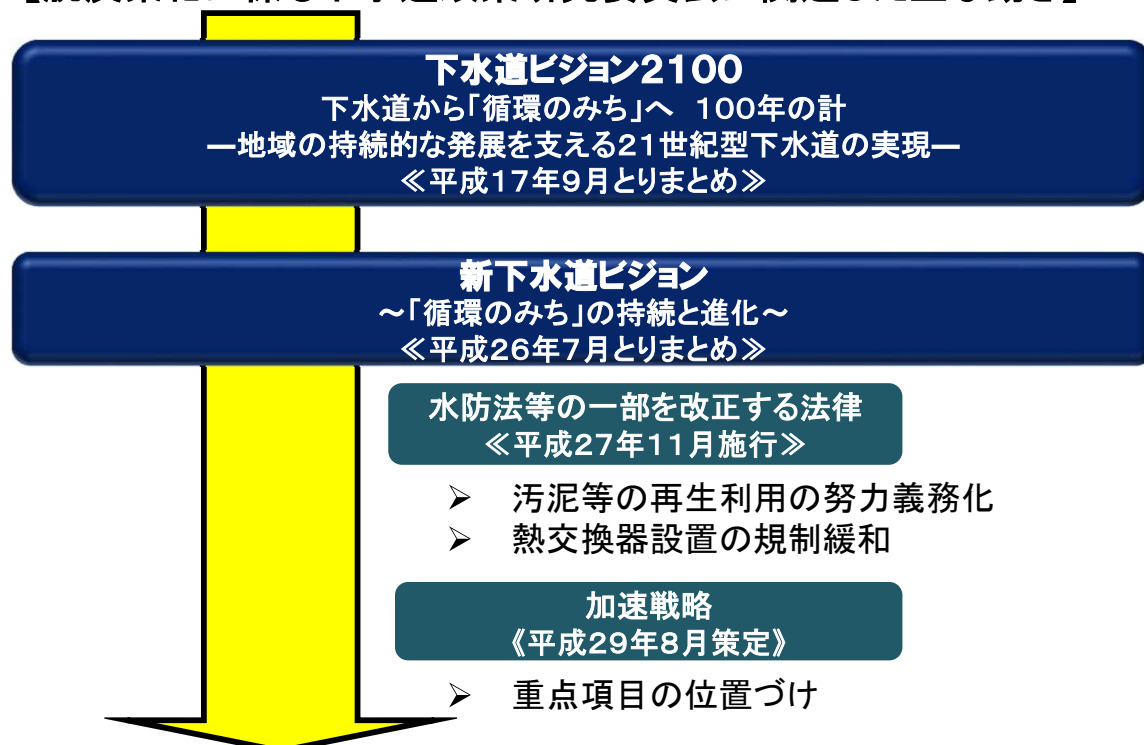 下水道ビジョン2100
下水道から「循環のみち」へ 100年の計
―地域の持続的な発展を支える21世紀型下水道の実現―
≪平成17年9月とりまとめ≫
新下水道ビジョン
～「循環のみち」の持続と進化～
≪平成26年7月とりまとめ≫
水防法等の一部を改正する法律
≪平成27年11月施行≫
➢ 汚泥等の再生利用の努力義務化
➢ 熱交換器設置の規制緩和
加速戦略
《平成29年8月策定》
➢ 重点項目の位置づけ